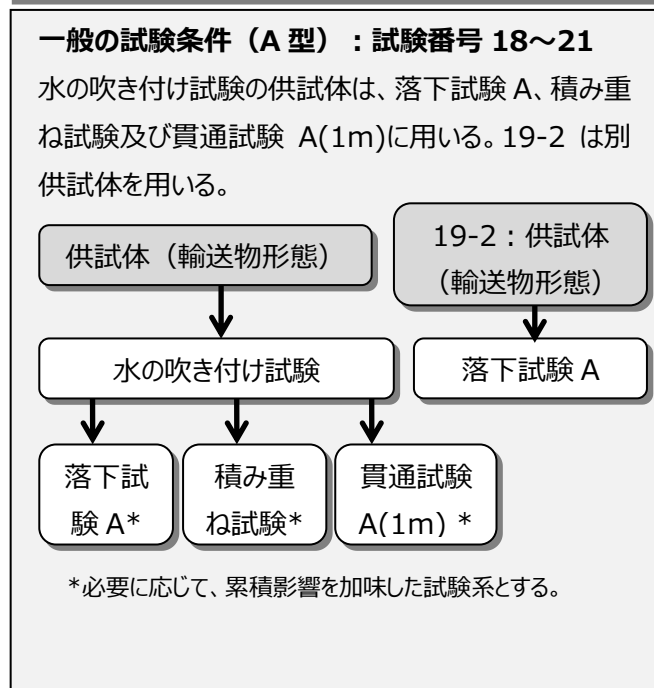 一般の試験条件（A 型）：試験番号 18～21
水の吹き付け試験の供試体は、落下試験 A、積み重
ね試験及び貫通試験 A(1m)に用いる。19-2 は別
供試体を用いる。
供試体（輸送物形態）
19-2：供試体
（輸送物形態）
水の吹き付け試験
落下試験 A
落下試
験 A*
積み重
ね試験*
貫通試験
A(1m) *
*必要に応じて、累積影響を加味した試験系とする。